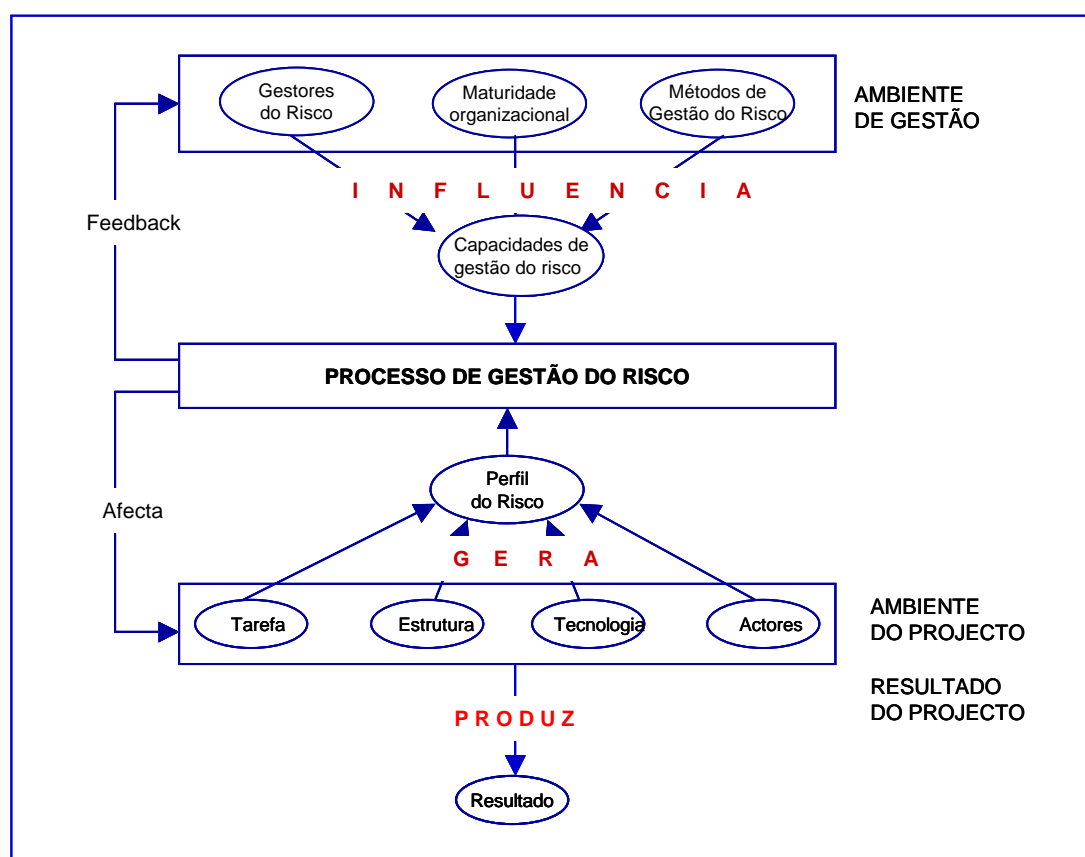 Gestores
do Risco
Maturidade
organizacional
Métodos de
Gestão do Risco
AMBIENTE
DE GESTÃO
I N F L U E N C I A
Feedback
Capacidades de
gestão do risco
PROCESSO DE GESTÃO DO RISCO
Perfil
do Risco
Afecta
G E R A
Tarefa
Estrutura
Tecnologia
Actores
AMBIENTE
DO PROJECTO
RESULTADO
DO PROJECTO
P R O D U Z
Resultado